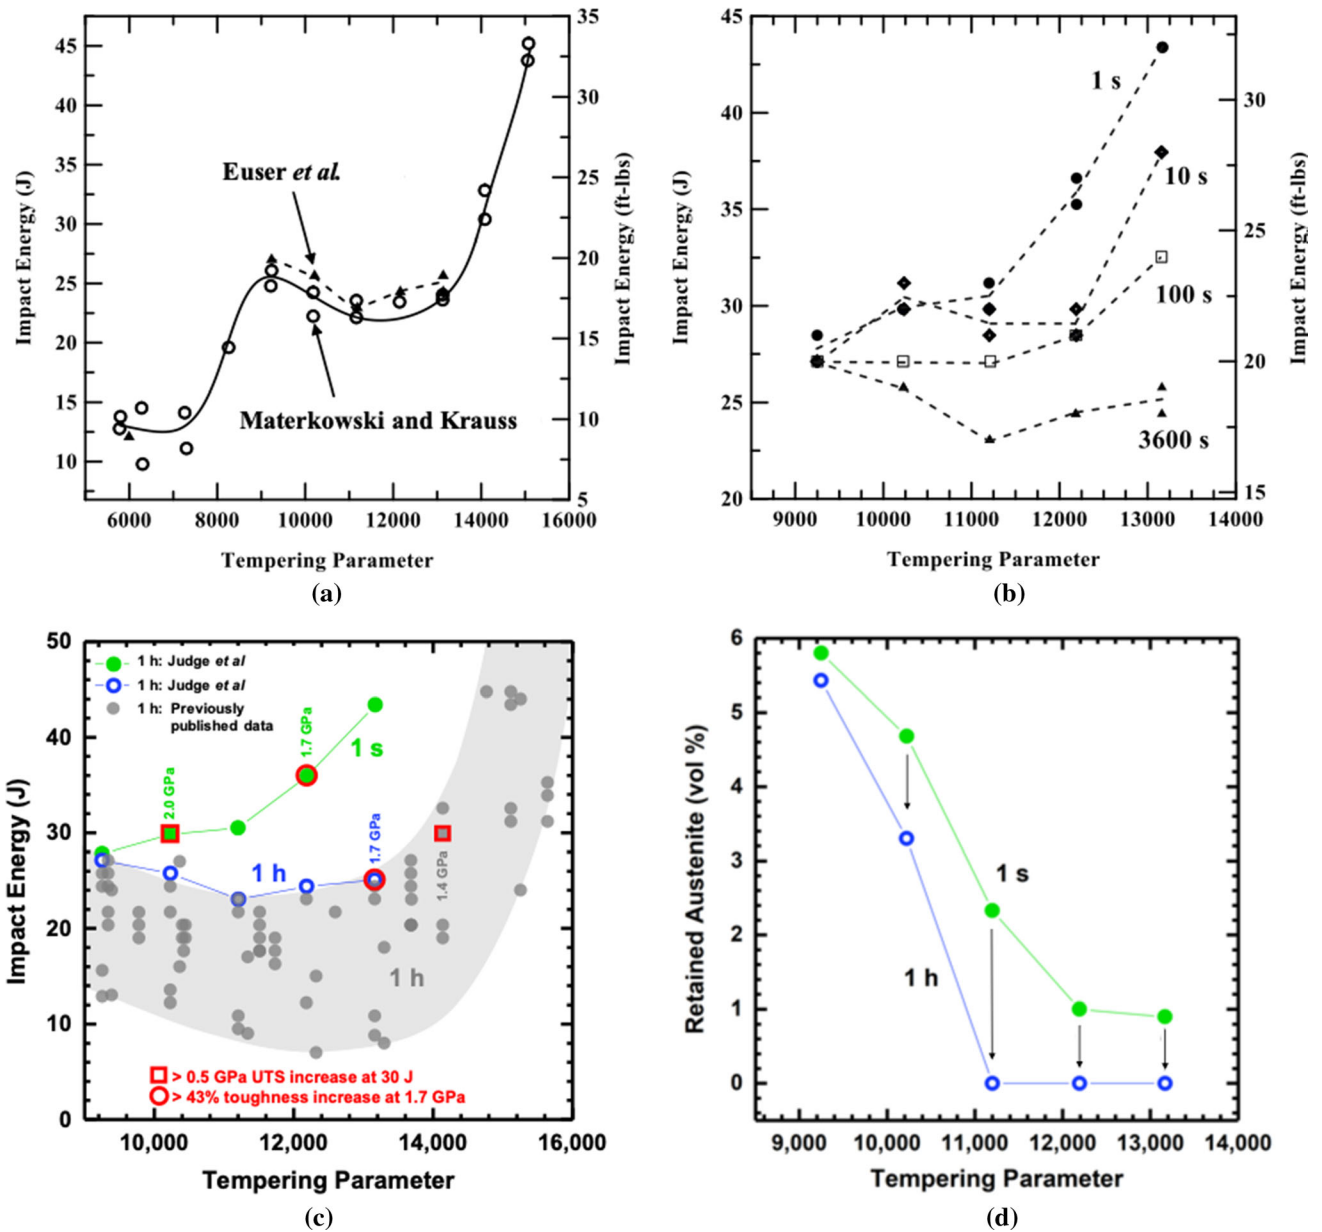 45
40
35
30
25
20
15
10
Impact Energy (J)
35
30
25
20
15
10
5
Impact Energy (ft-lbs)
Euser et al.
Materkowski and Krauss
6000 8000 10000 12000 14000 16000
Tempering Parameter
(a)
45
40
35
30
25
20
Impact Energy (J)
30
25
20
15
Impact Energy (ft-lbs)
1 s
10 s
100 s
3600 s
9000 10000 11000 12000 13000 14000
Tempering Parameter
(b)
50
40
30
20
10
0
Impact Energy (J)
1 h: Judge et al
1 h: Judge et al
1 h: Previously
published data
2.0 GPa
1.7 GPa
1 s
1.7 GPa
1 h
1.4 GPa
1 h
> 0.5 GPa UTS increase at 30 J
> 43% toughness increase at 1.7 GPa
10,000 12,000 14,000 16,000
Tempering Parameter
(c)
6
5
4
3
2
1
0
Retained Austenite (vol %)
1 s
1 h
9,000 10,000 11,000 12,000 13,000 14,000
Tempering Parameter
(d)